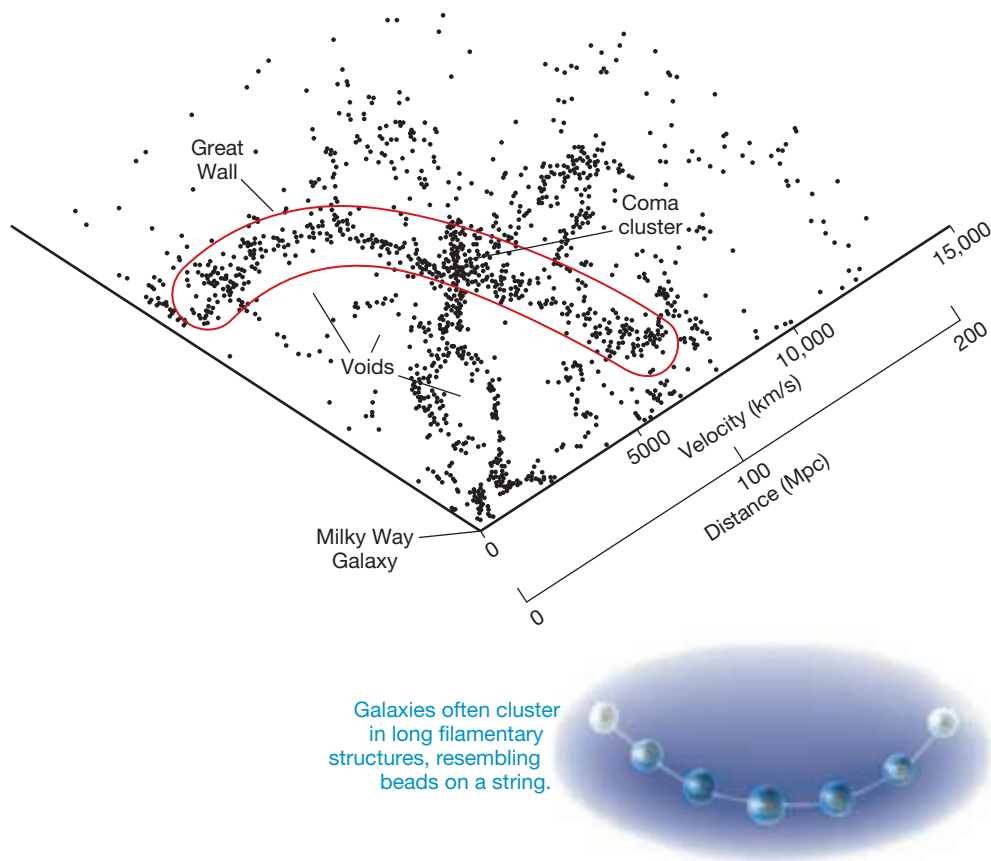 Great
Wall
Coma
cluster
15,000
10,000
200
Voids
Velocity (km/s)
5000
100
Distance (Mpc)
Milky Way
Galaxy
0
0
Galaxies often cluster
in long filamentary
structures, resembling
beads on a string.